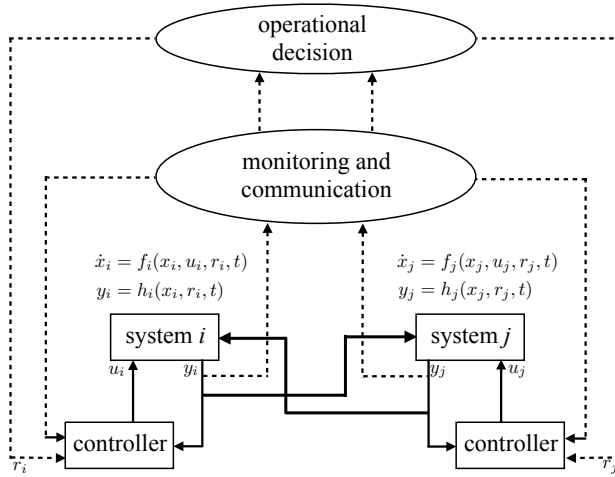 operational
decision
monitoring and
communication
ẋ_i = f_i(x_i, u_i, r_i, t)
y_i = h_i(x_i, r_i, t)
ẋ_j = f_j(x_j, u_j, r_j, t)
y_j = h_j(x_j, r_j, t)
system i
system j
u_i
y_i
y_j
u_j
controller
controller
r_i
r_j